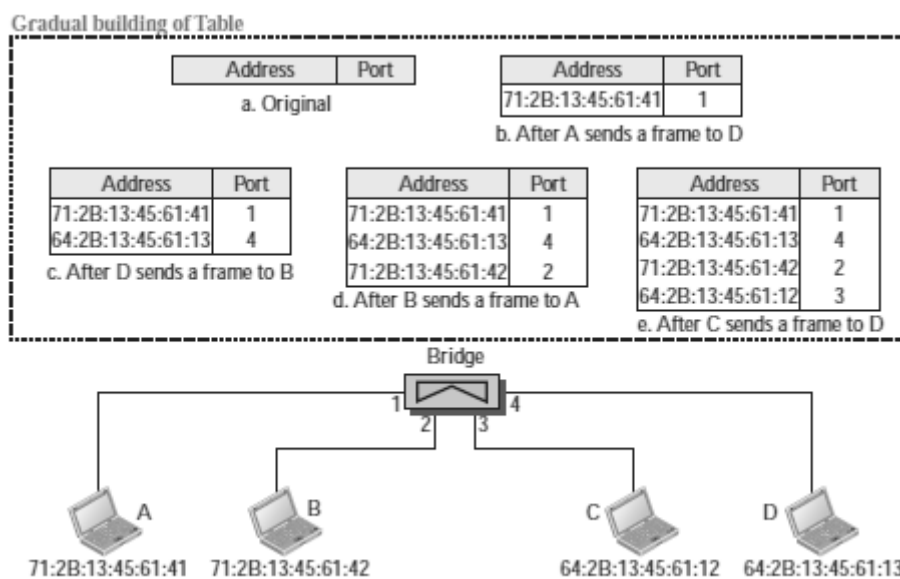 Gradual building of Table
Address Port
a. Original
Address Port
71:2B:13:45:61:41 1
b. After A sends a frame to D
Address Port
71:2B:13:45:61:41 1
64:2B:13:45:61:13 4
c. After D sends a frame to B
Address Port
71:2B:13:45:61:41 1
64:2B:13:45:61:13 4
71:2B:13:45:61:42 2
d. After B sends a frame to A
Address Port
71:2B:13:45:61:41 1
64:2B:13:45:61:13 4
71:2B:13:45:61:42 2
64:2B:13:45:61:12 3
e. After C sends a frame to D
Bridge
1 4
2 3
A B C D
71:2B:13:45:61:41 71:2B:13:45:61:42 64:2B:13:45:61:12 64:2B:13:45:61:13